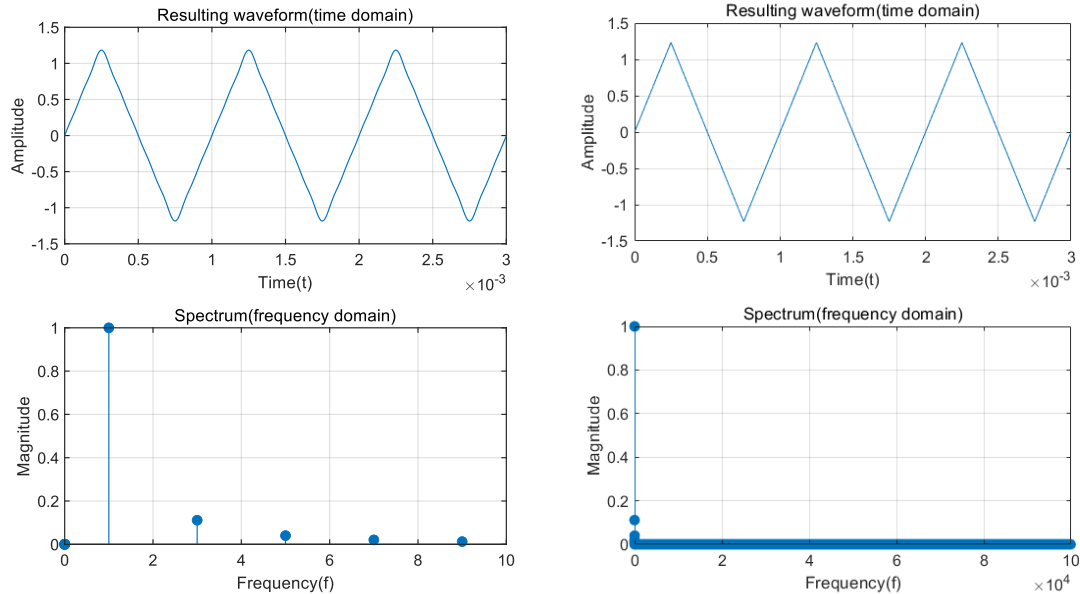 Resulting waveform(time domain)
1.5
1
0.5
0
-0.5
-1
-1.5
Amplitude
0 0.5 1 1.5 2 2.5 3
Time(t)
×10-3
Resulting waveform(time domain)
1.5
1
0.5
0
-0.5
-1
-1.5
Amplitude
0 0.5 1 1.5 2 2.5 3
Time(t)
×10-3
Spectrum(frequency domain)
1
0.8
0.6
0.4
0.2
0
Magnitude
0 2 4 6 8 10
Frequency(f)
Spectrum(frequency domain)
1
0.8
0.6
0.4
0.2
0
Magnitude
0 2 4 6 8 10
Frequency(f)
×104